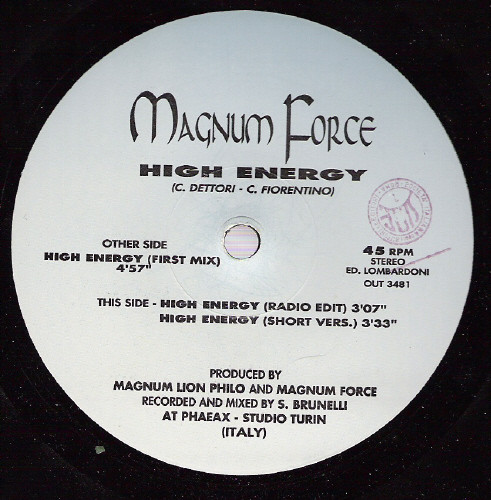 MAGNUM FORCE
HIGH ENERGY
(C. DETTORI - C. FIORENTINO)
OTHER SIDE
HIGH ENERGY (FIRST MIX)
4'57"
45 RPM
STEREO
ED. LOMBARDONI
OUT 3481
THIS SIDE - HIGH ENERGY (RADIO EDIT) 3'07"
HIGH ENERGY (SHORT VERS.) 3'33"
PRODUCED BY
MAGNUM LION PHILO AND MAGNUM FORCE
RECORDED AND MIXED BY S. BRUNELLI
AT PHAEAX - STUDIO TURIN
(ITALY)